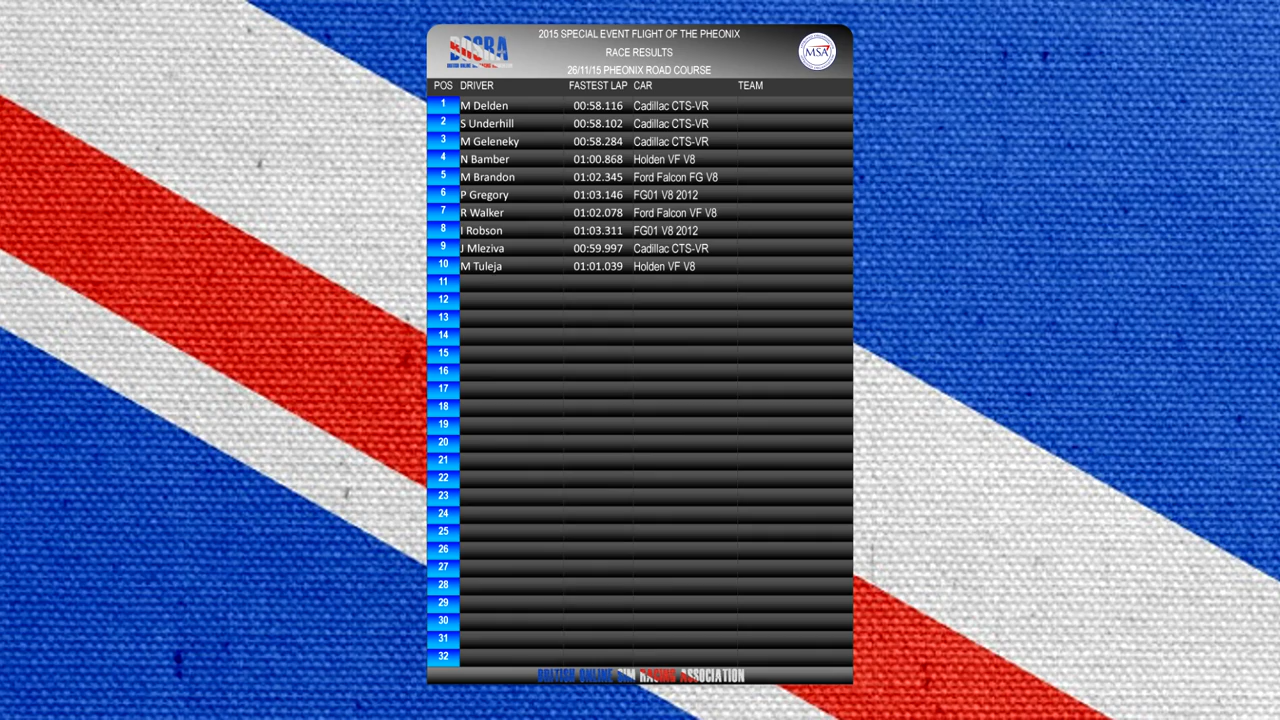 2015 SPECIAL EVENT FLIGHT OF THE PHEONIX
RACE RESULTS
26/11/15 PHEONIX ROAD COURSE
MSA
POS DRIVER FASTEST LAP CAR TEAM
1 M Delden 00:58.116 Cadillac CTS-VR
2 S Underhill 00:58.102 Cadillac CTS-VR
3 M Geleneky 00:58.284 Cadillac CTS-VR
4 N Bamber 01:00.868 Holden VF V8
5 M Brandon 01:02.345 Ford Falcon FG V8
6 P Gregory 01:03.146 FG01 V8 2012
7 R Walker 01:02.078 Ford Falcon VF V8
8 I Robson 01:03.311 FG01 V8 2012
9 J Mleziva 00:59.997 Cadillac CTS-VR
10 M Tuleja 01:01.039 Holden VF V8
11
12
13
14
15
16
17
18
19
20
21
22
23
24
25
26
27
28
29
30
31
32
BRITISH ONLINE SIM RACING ASSOCIATION